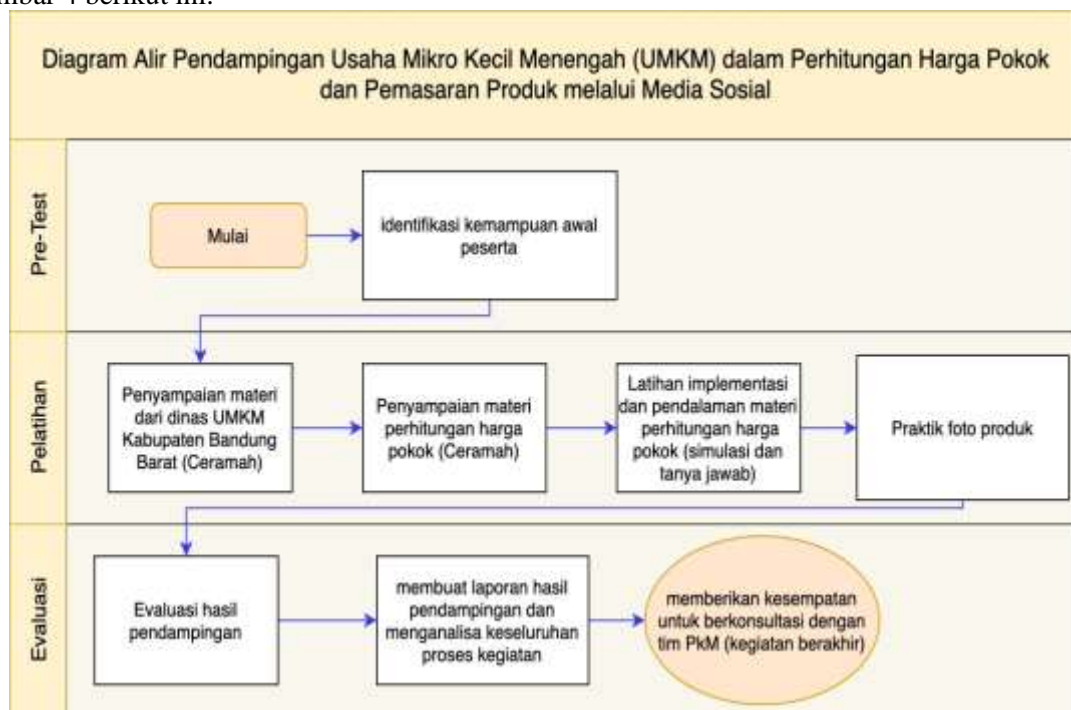 berikut ini.
Diagram Alir Pendampingan Usaha Mikro Kecil Menengah (UMKM) dalam Perhitungan Harga Pokok
dan Pemasaran Produk melalui Media Sosial
Pre-Test
Mulai
identifikasi kemampuan awal
peserta
Pelatihan
Penyampaian materi
dari dinas UMKM
Kabupaten Bandung
Barat (Ceramah)
Penyampaian materi
perhitungan harga
pokok (Ceramah)
Latihan implementasi
dan pendalaman materi
perhitungan harga
pokok (simulasi dan
tanya jawab)
Praktik foto produk
Evaluasi
Evaluasi hasil
pendampingan
membuat laporan hasil
pendampingan dan
menganalisa keseluruhan
proses kegiatan
memberikan kesempatan
untuk berkonsultasi dengan
tim PkM (kegiatan berakhir)